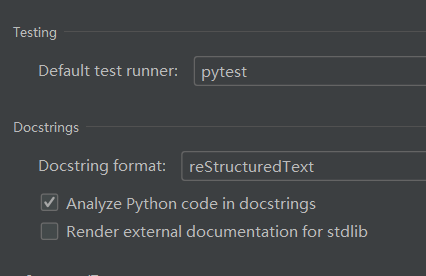 Testing
Default test runner: pytest
Docstrings
Docstring format: reStructuredText
Analyze Python code in docstrings
Render external documentation for stdlib